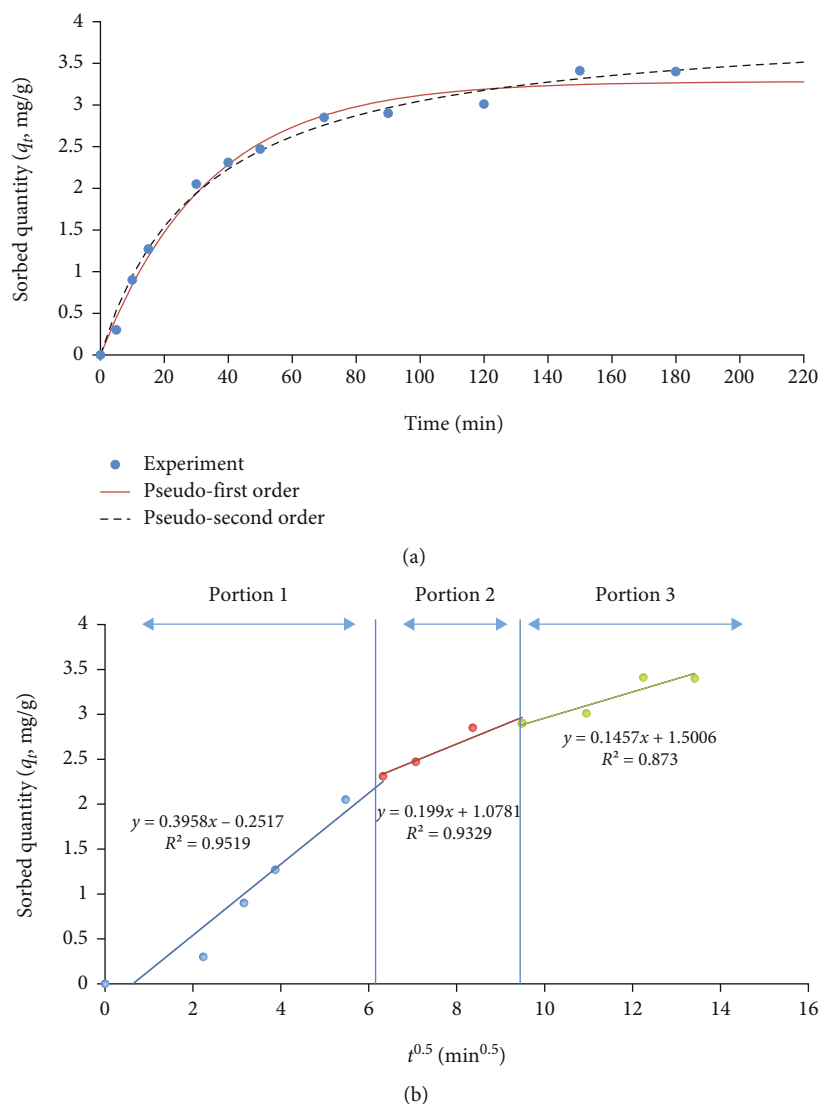 4
3.5
3
2.5
2
1.5
1
0.5
0
Sorbed quantity (qt, mg/g)
0 20 40 60 80 100 120 140 160 180 200 220
Time (min)
Experiment
Pseudo-first order
Pseudo-second order
(a)
Portion 1 Portion 2 Portion 3
4
3.5
3
2.5
2
1.5
1
0.5
0
Sorbed quantity (qt, mg/g)
y = 0.3958x – 0.2517
R² = 0.9519
y = 0.199x + 1.0781
R² = 0.9329
y = 0.1457x + 1.5006
R² = 0.873
0 2 4 6 8 10 12 14 16
t^0.5 (min^0.5)
(b)